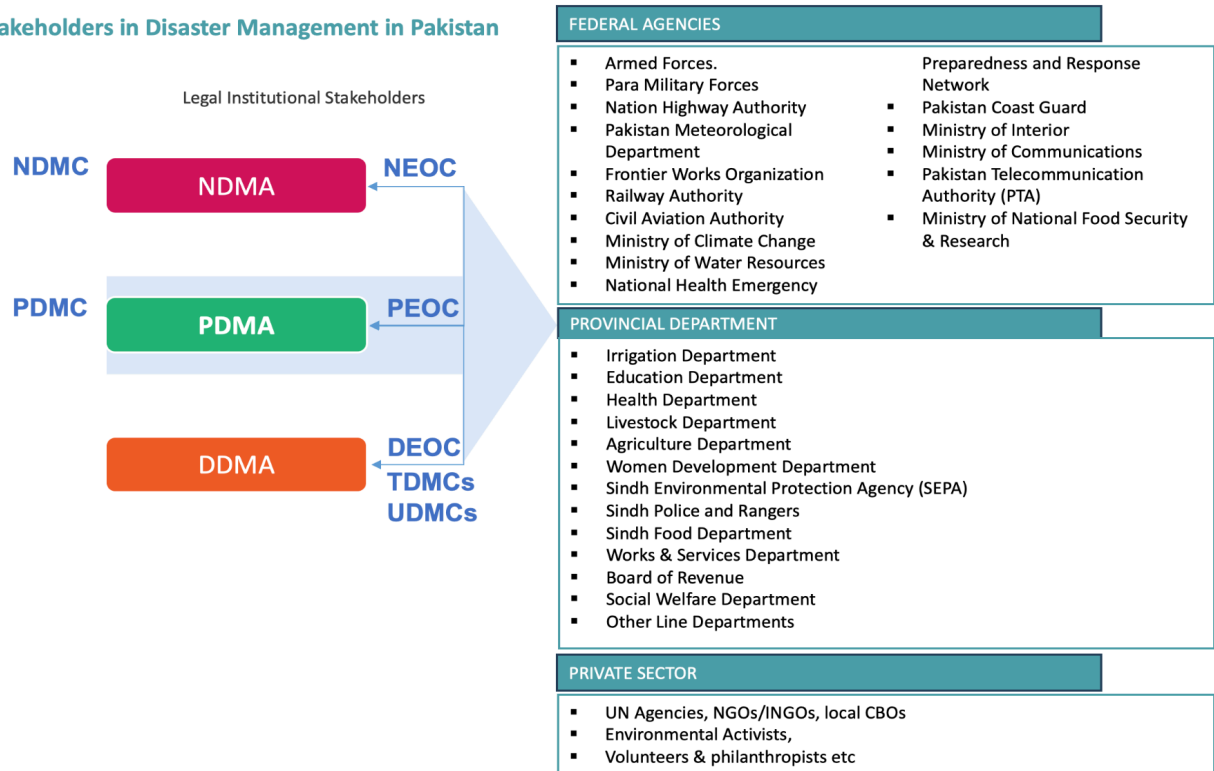 akeholders in Disaster Management in Pakistan
Legal Institutional Stakeholders
NDMC
NDMA
NEOC
PDMC
PDMA
PEOC
DDMA
DEOC
TDMCs
UDMCs
FEDERAL AGENCIES
▪ Armed Forces.
▪ Para Military Forces
▪ Nation Highway Authority
▪ Pakistan Meteorological
Department
▪ Frontier Works Organization
▪ Railway Authority
▪ Civil Aviation Authority
▪ Ministry of Climate Change
▪ Ministry of Water Resources
▪ National Health Emergency
Preparedness and Response
Network
▪ Pakistan Coast Guard
▪ Ministry of Interior
▪ Ministry of Communications
▪ Pakistan Telecommunication
Authority (PTA)
▪ Ministry of National Food Security
& Research
PROVINCIAL DEPARTMENT
▪ Irrigation Department
▪ Education Department
▪ Health Department
▪ Livestock Department
▪ Agriculture Department
▪ Women Development Department
▪ Sindh Environmental Protection Agency (SEPA)
▪ Sindh Police and Rangers
▪ Sindh Food Department
▪ Works & Services Department
▪ Board of Revenue
▪ Social Welfare Department
▪ Other Line Departments
PRIVATE SECTOR
▪ UN Agencies, NGOs/INGOs, local CBOs
▪ Environmental Activists,
▪ Volunteers & philanthropists etc